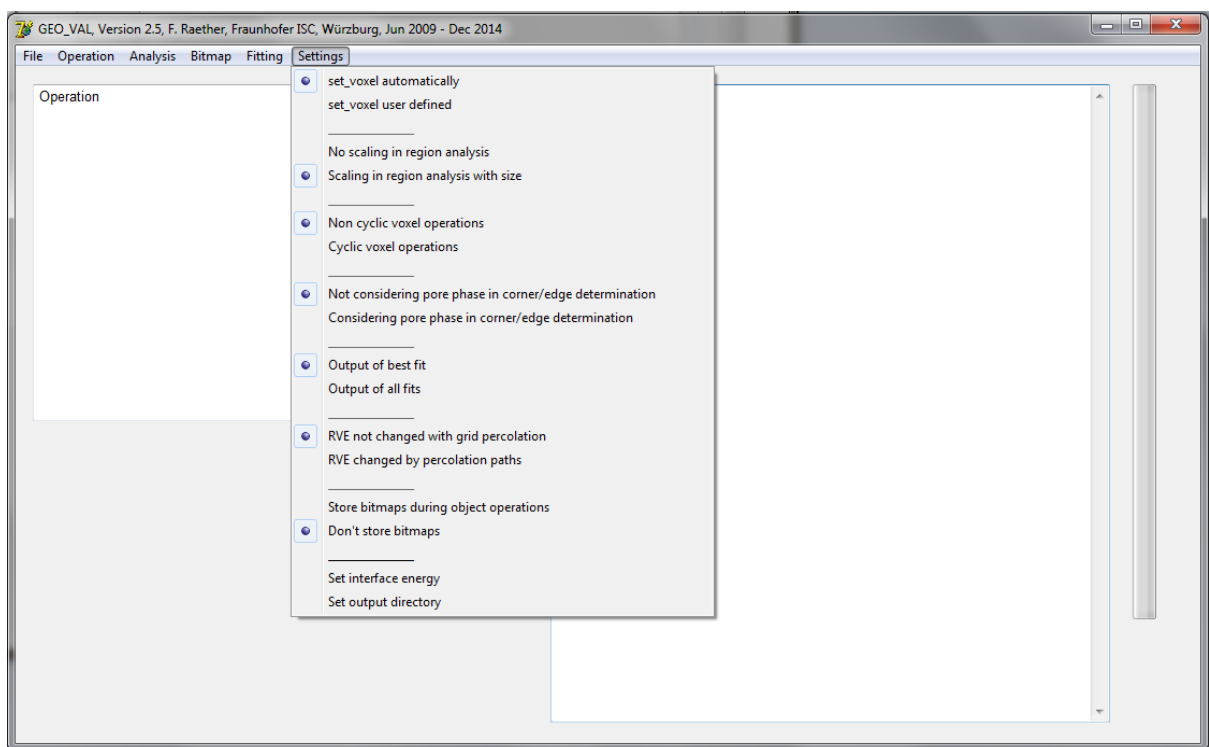 GEO_VAL, Version 2.5, F. Raether, Fraunhofer ISC, Würzburg, Jun 2009 - Dec 2014
File Operation Analysis Bitmap Fitting Settings
Operation
set_voxel automatically
set_voxel user defined
No scaling in region analysis
Scaling in region analysis with size
Non cyclic voxel operations
Cyclic voxel operations
Not considering pore phase in corner/edge determination
Considering pore phase in corner/edge determination
Output of best fit
Output of all fits
RVE not changed with grid percolation
RVE changed by percolation paths
Store bitmaps during object operations
Don't store bitmaps
Set interface energy
Set output directory